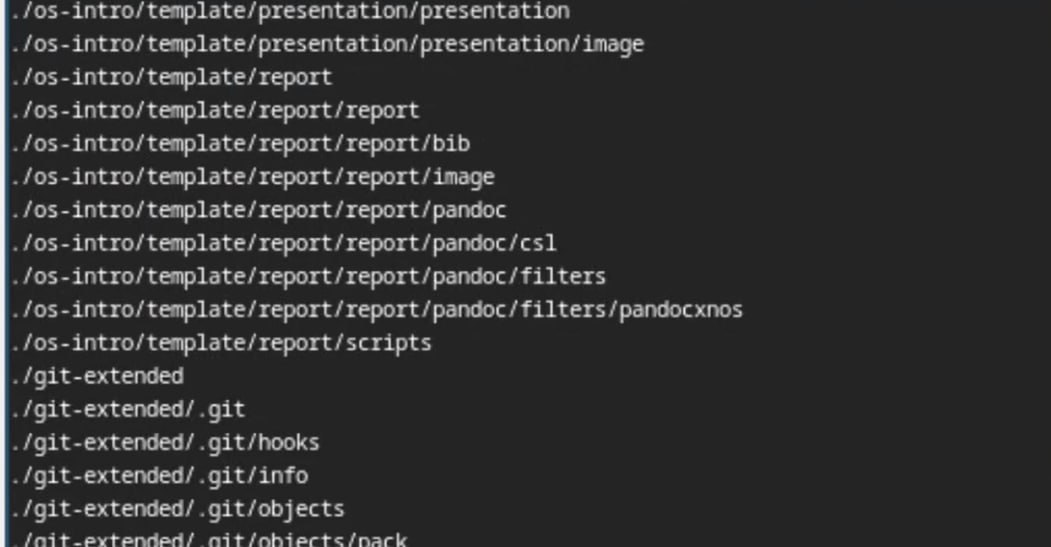 ./os-intro/template/presentation/presentation
./os-intro/template/presentation/presentation/image
./os-intro/template/report
./os-intro/template/report/report
./os-intro/template/report/report/bib
./os-intro/template/report/report/image
./os-intro/template/report/report/pandoc
./os-intro/template/report/report/pandoc/csl
./os-intro/template/report/report/pandoc/filters
./os-intro/template/report/report/pandoc/filters/pandocxnos
./os-intro/template/report/scripts
./git-extended
./git-extended/.git
./git-extended/.git/hooks
./git-extended/.git/info
./git-extended/.git/objects
./git-extended/.git/objects/pack